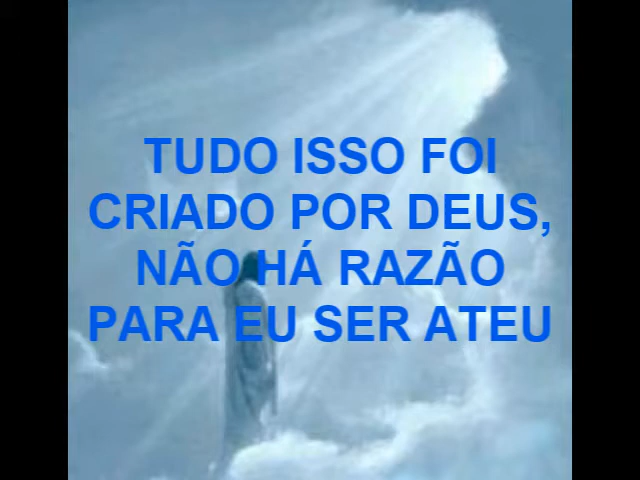 TUDO ISSO FOI
CRIADO POR DEUS,
NÃO HÁ RAZÃO
PARA EU SER ATEU